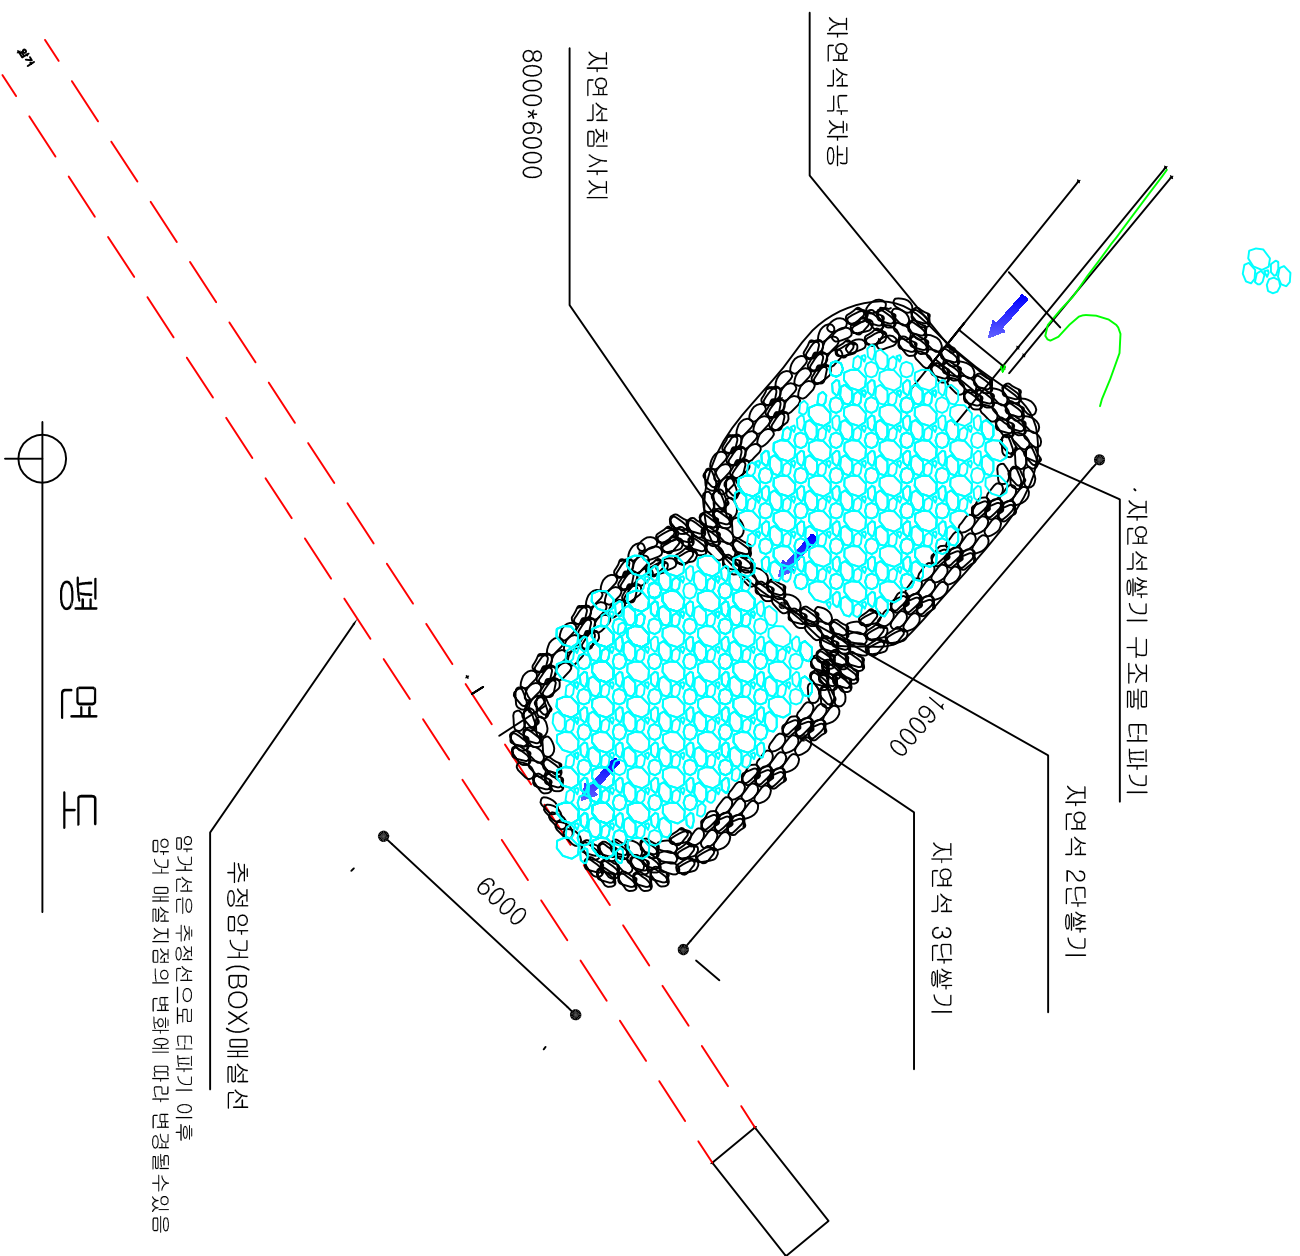 자연석낙차공
자연석침사지
8000*6000
자연석쌓기 구조물 터파기
자연석 2단쌓기
자연석 3단쌓기
16000
6000
추정암거(BOX)매설선
암거선은 추정선으로 터파기 이후
암거 매설지점의 변화에 따라 변경될수있음
평 면 도